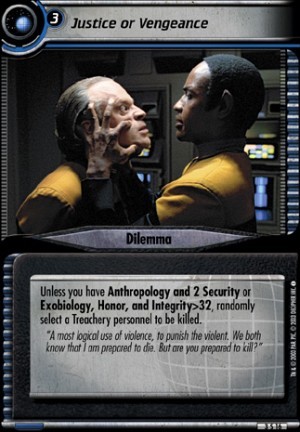 3 Justice or Vengeance
Dilemma
Unless you have Anthropology and 2 Security or
Exobiology, Honor, and Integrity>32, randomly
select a Treachery personnel to be killed.
"A most logical use of violence, to punish the violent. We both
know that I am prepared to die. But are you prepared to kill?"
3 S 16